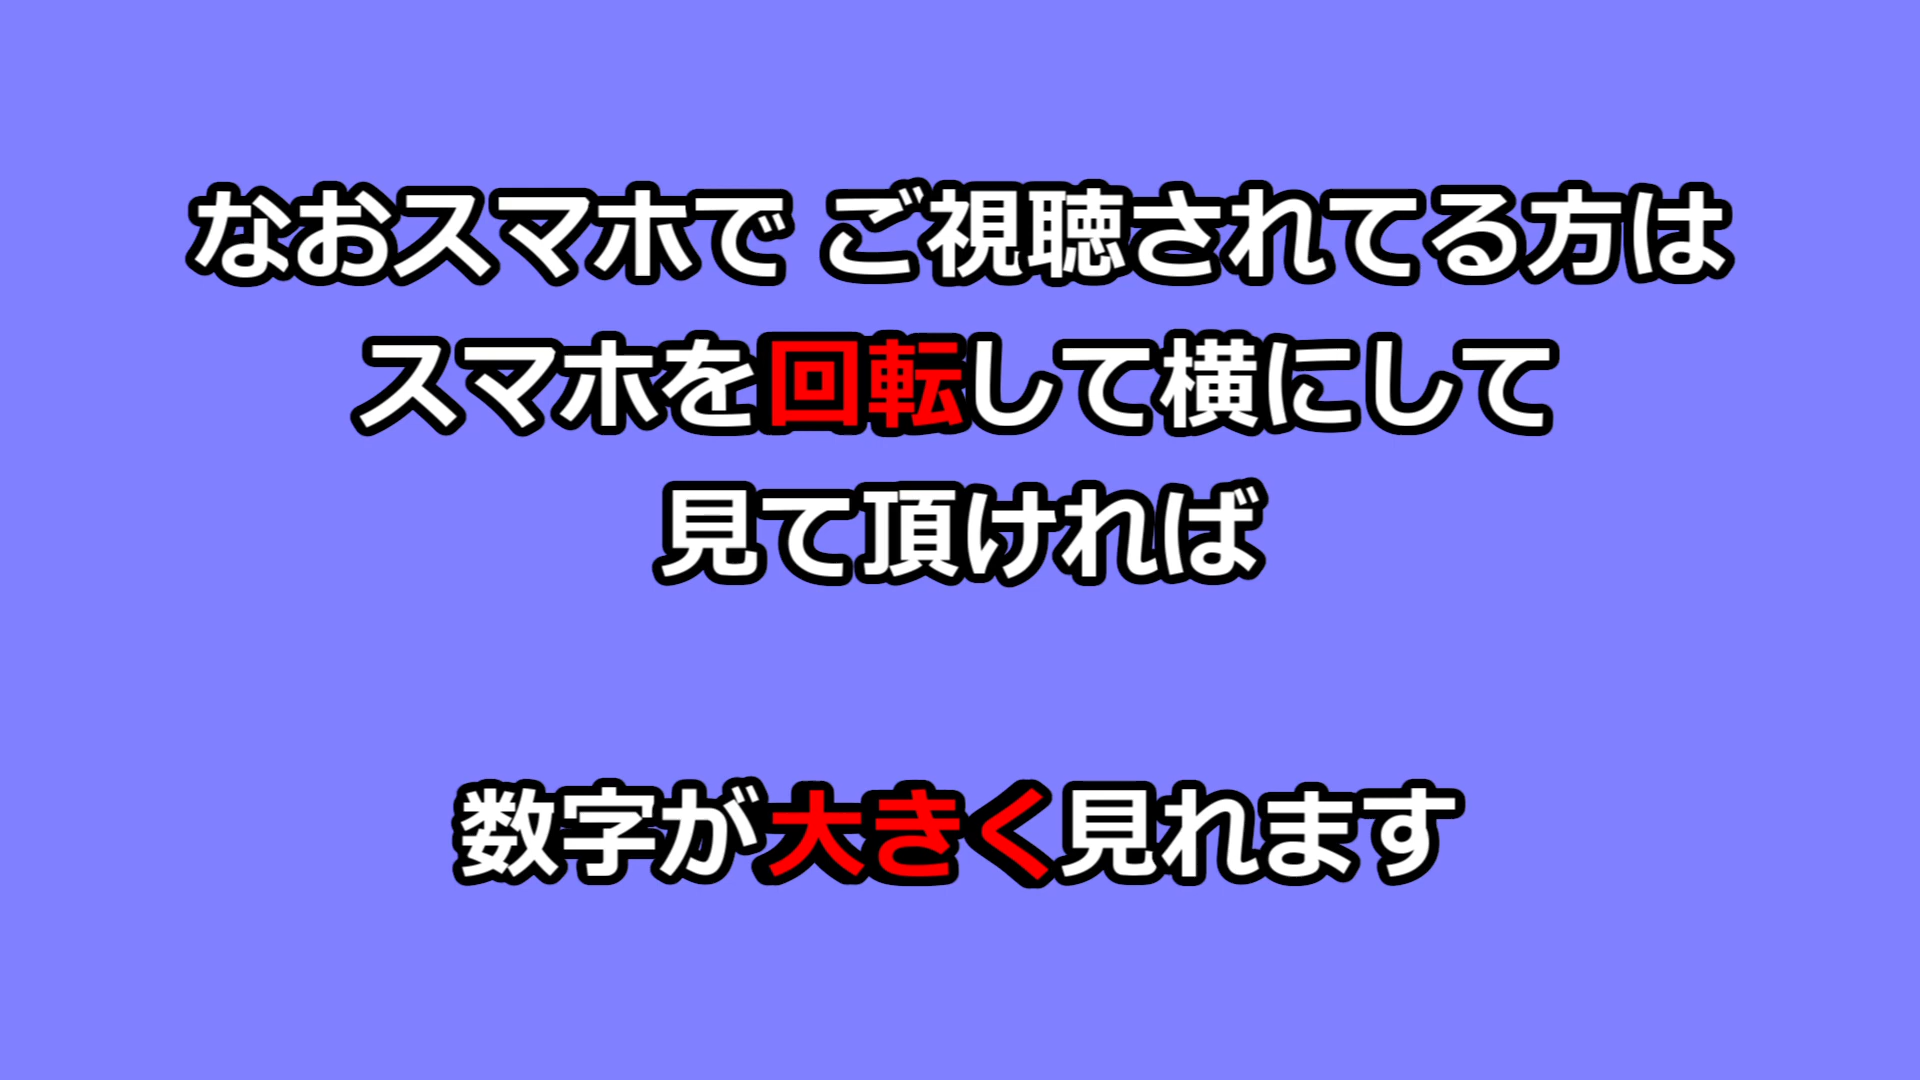 なおスマホで ご視聴されてる方は
スマホを回転して横にして
見て頂ければ
数字が大きく見れます